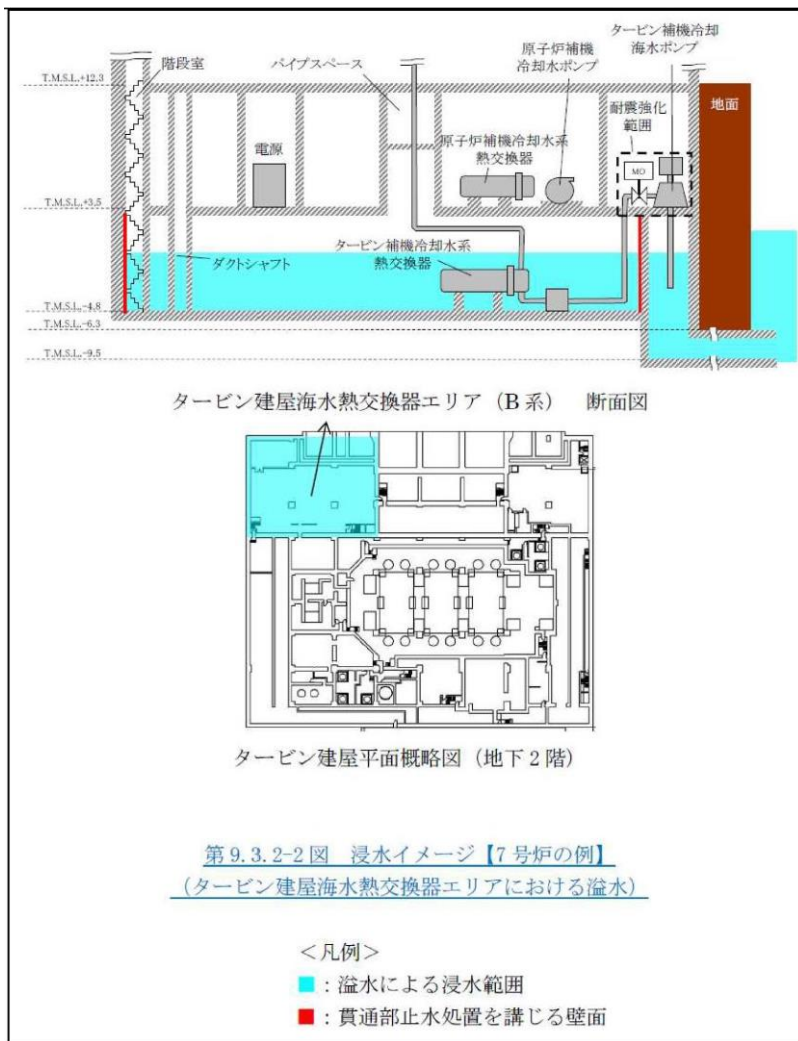 タービン補機冷却
海水ポンプ
原子炉補機
冷却水ポンプ
パイプスペース
階段室
T.M.S.L.+12.3
地面
耐震強化
範囲
電源
原子炉補機冷却水系
熱交換器
MO
T.M.S.L.+3.5
ダクトシャフト
タービン補機冷却水系
熱交換器
T.M.S.L.-4.8
T.M.S.L.-6.3
T.M.S.L.-9.5
タービン建屋海水熱交換器エリア（B系）　断面図
タービン建屋平面概略図（地下2階）
第9.3.2-2図　浸水イメージ【7号炉の例】
（タービン建屋海水熱交換器エリアにおける溢水）
＜凡例＞
■：溢水による浸水範囲
■：貫通部止水処置を講じる壁面